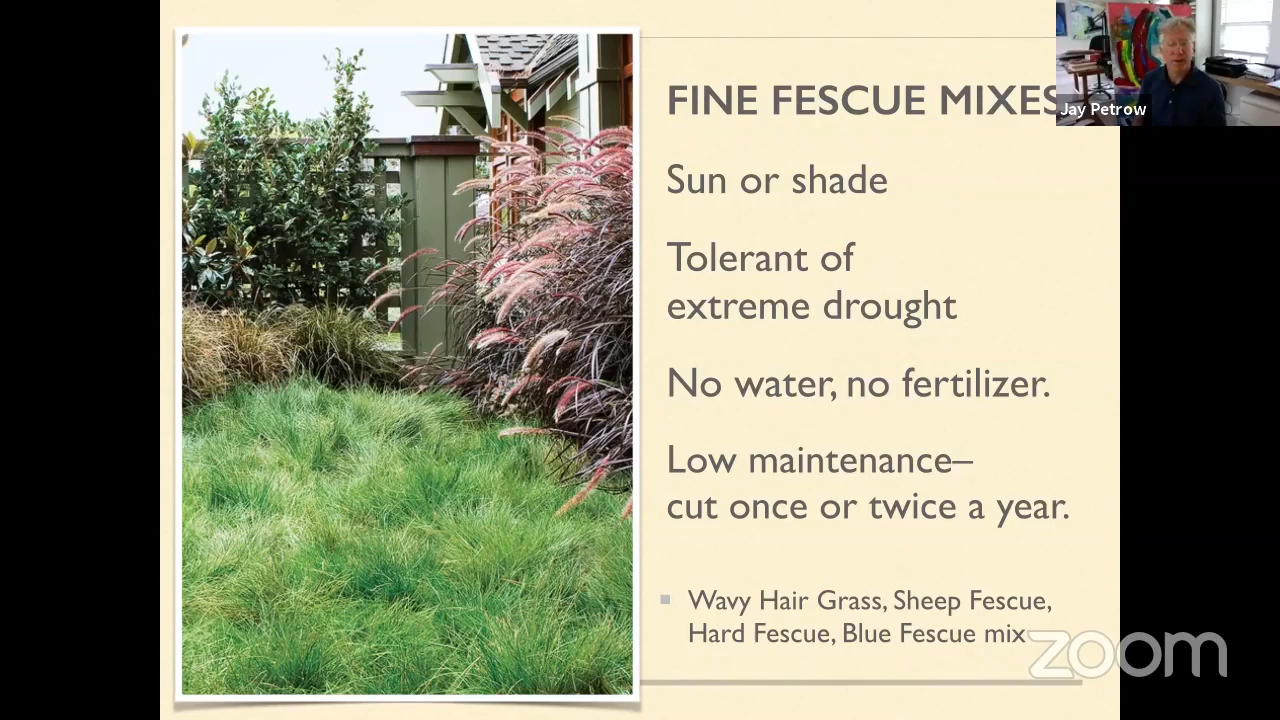 FINE FESCUE MIXES
Jay Petrow
Sun or shade
Tolerant of
extreme drought
No water, no fertilizer.
Low maintenance–
cut once or twice a year.
Wavy Hair Grass, Sheep Fescue,
Hard Fescue, Blue Fescue mix
zoom